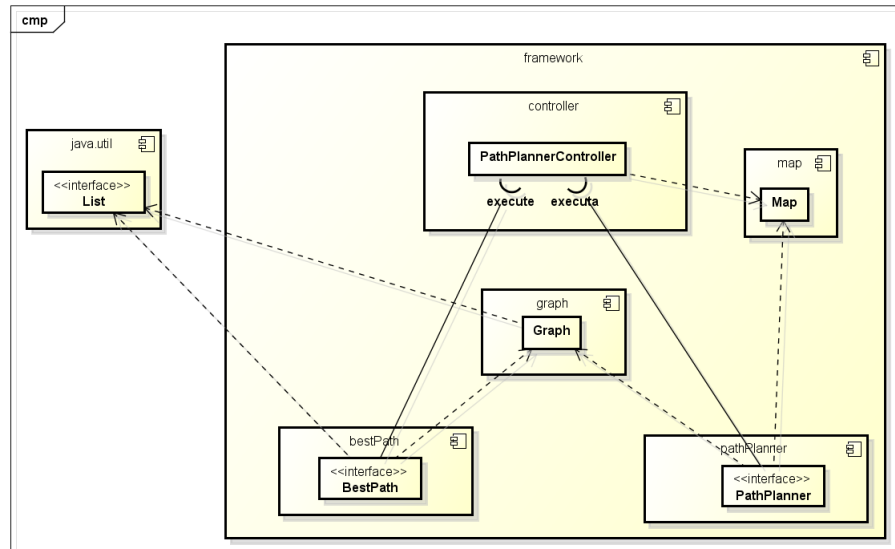 cmp
framework
controller
PathPlannerController
execute
executa
java.util
<<interface>>
List
map
Map
graph
Graph
bestPath
<<interface>>
BestPath
pathPlanner
<<interface>>
PathPlanner